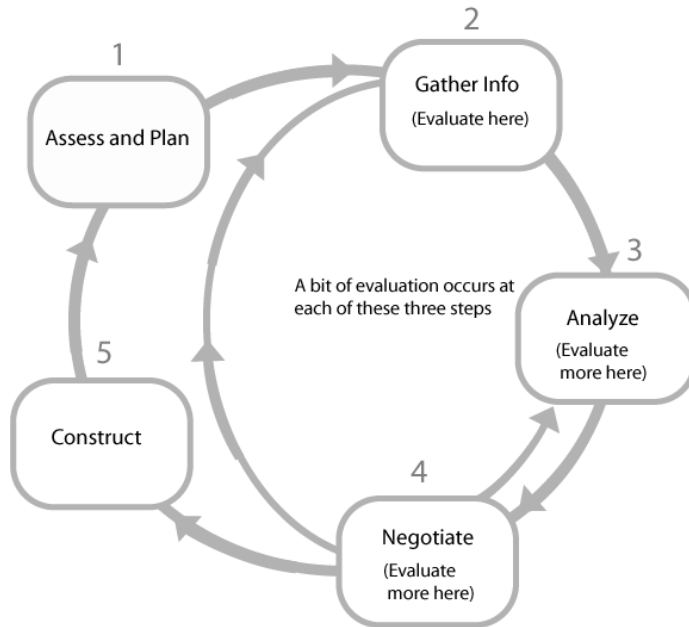 1
Assess and Plan
2
Gather Info
(Evaluate here)
3
Analyze
(Evaluate
more here)
A bit of evaluation occurs at
each of these three steps
4
Negotiate
(Evaluate
more here)
5
Construct